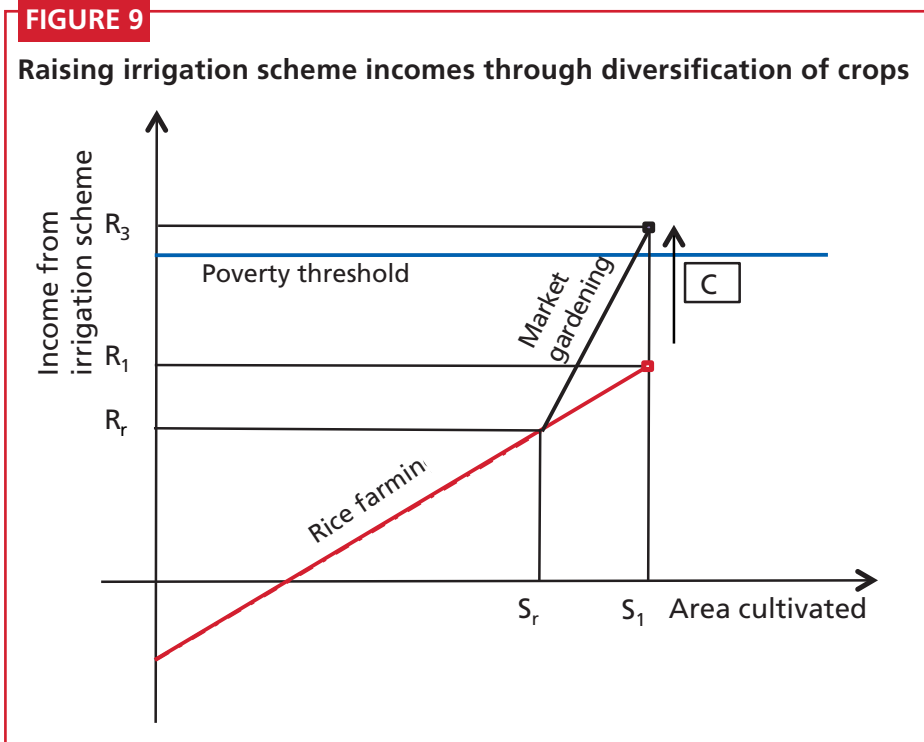 FIGURE 9
Raising irrigation scheme incomes through diversification of crops
Income from
irrigation scheme
R₃
Poverty threshold
Market
gardening
C
R₁
Rᵣ
Rice farmin
Sᵣ
S₁
Area cultivated